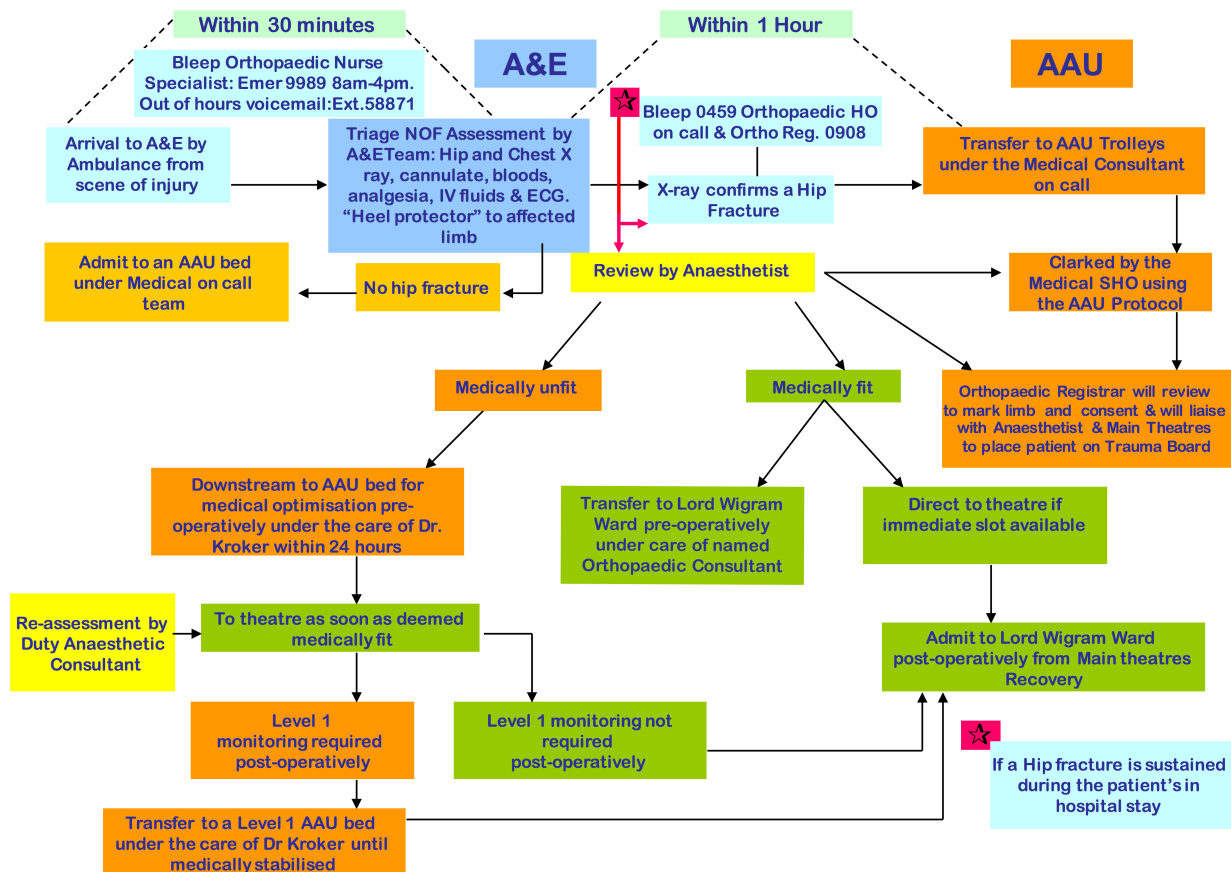 Within 30 minutes
Within 1 Hour
Bleep Orthopaedic Nurse
Specialist: Emer 9989 8am-4pm.
Out of hours voicemail:Ext.58871
A&E
AAU
Bleep 0459 Orthopaedic HO
on call & Ortho Reg. 0908
Arrival to A&E by
Ambulance from
scene of injury
Triage NOF Assessment by
A&ETeam: Hip and Chest X
ray, cannulate, bloods,
analgesia, IV fluids & ECG.
“Heel protector” to affected
limb
X-ray confirms a Hip
Fracture
Transfer to AAU Trolleys
under the Medical Consultant
on call
Admit to an AAU bed
under Medical on call
team
No hip fracture
Review by Anaesthetist
Clarked by the
Medical SHO using
the AAU Protocol
Medically unfit
Medically fit
Orthopaedic Registrar will review
to mark limb and consent & will liaise
with Anaesthetist & Main Theatres
to place patient on Trauma Board
Downstream to AAU bed for
medical optimisation pre-
operatively under the care of Dr.
Kroker within 24 hours
Transfer to Lord Wigram
Ward pre-operatively
under care of named
Orthopaedic Consultant
Direct to theatre if
immediate slot available
Re-assessment by
Duty Anaesthetic
Consultant
To theatre as soon as deemed
medically fit
Admit to Lord Wigram Ward
post-operatively from Main theatres
Recovery
Level 1
monitoring required
post-operatively
Level 1 monitoring not
required
post-operatively
If a Hip fracture is sustained
during the patient’s in
hospital stay
Transfer to a Level 1 AAU bed
under the care of Dr Kroker until
medically stabilised